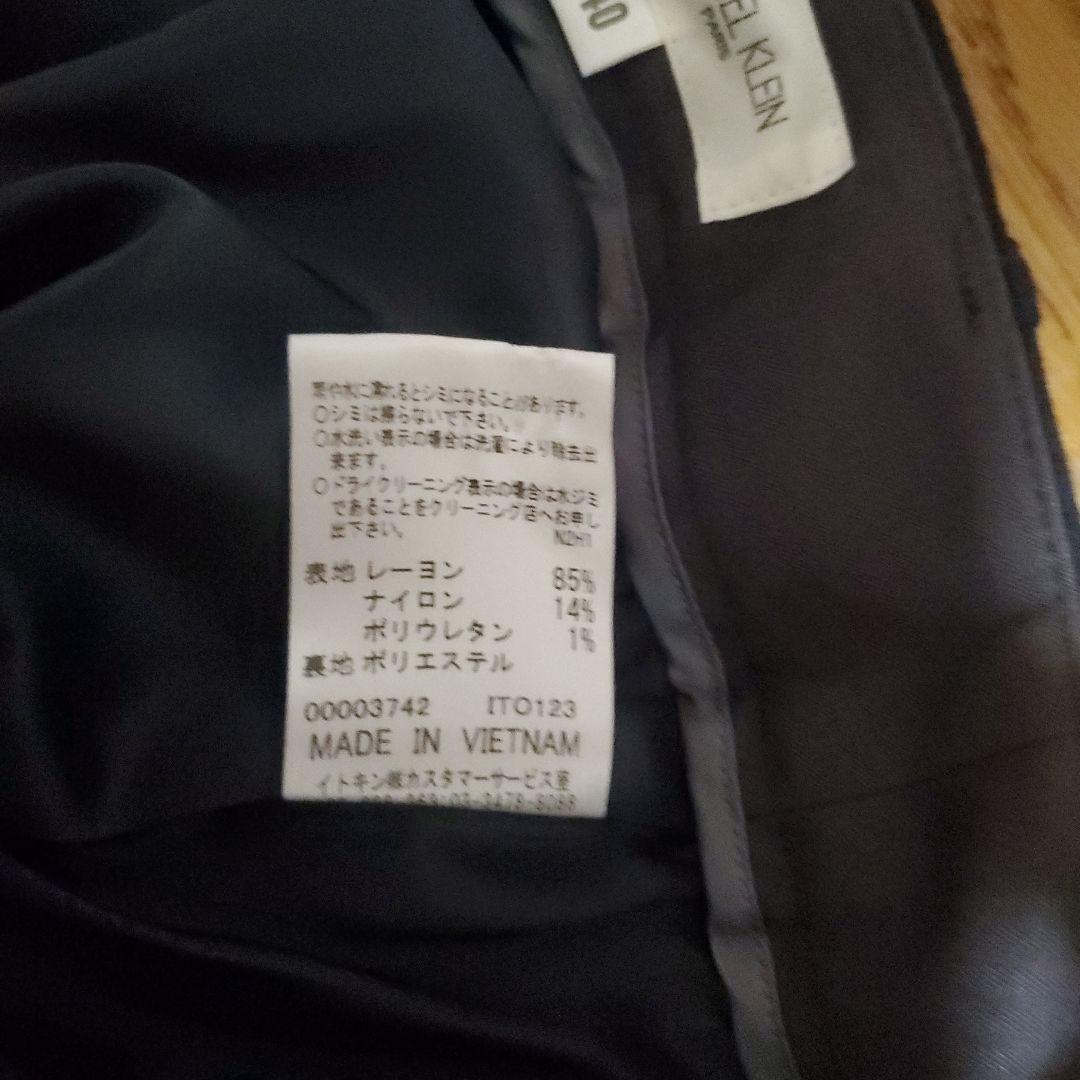 40
EL KLEIN
PARIS
雨や水に濡れるとシミになることがあります。
○シミは擦らないで下さい。
○水洗い表示の場合は洗濯により除去出
来ます。
○ドライクリーニング表示の場合は水ジミ
であることをクリーニング店へお申し
出下さい。
N2H1
表地 レーヨン 85%
ナイロン 14%
ポリウレタン 1%
裏地 ポリエステル
00003742 ITO123
MADE IN VIETNAM
イトキン㈱カスタマーサービス室
03-3478-8088